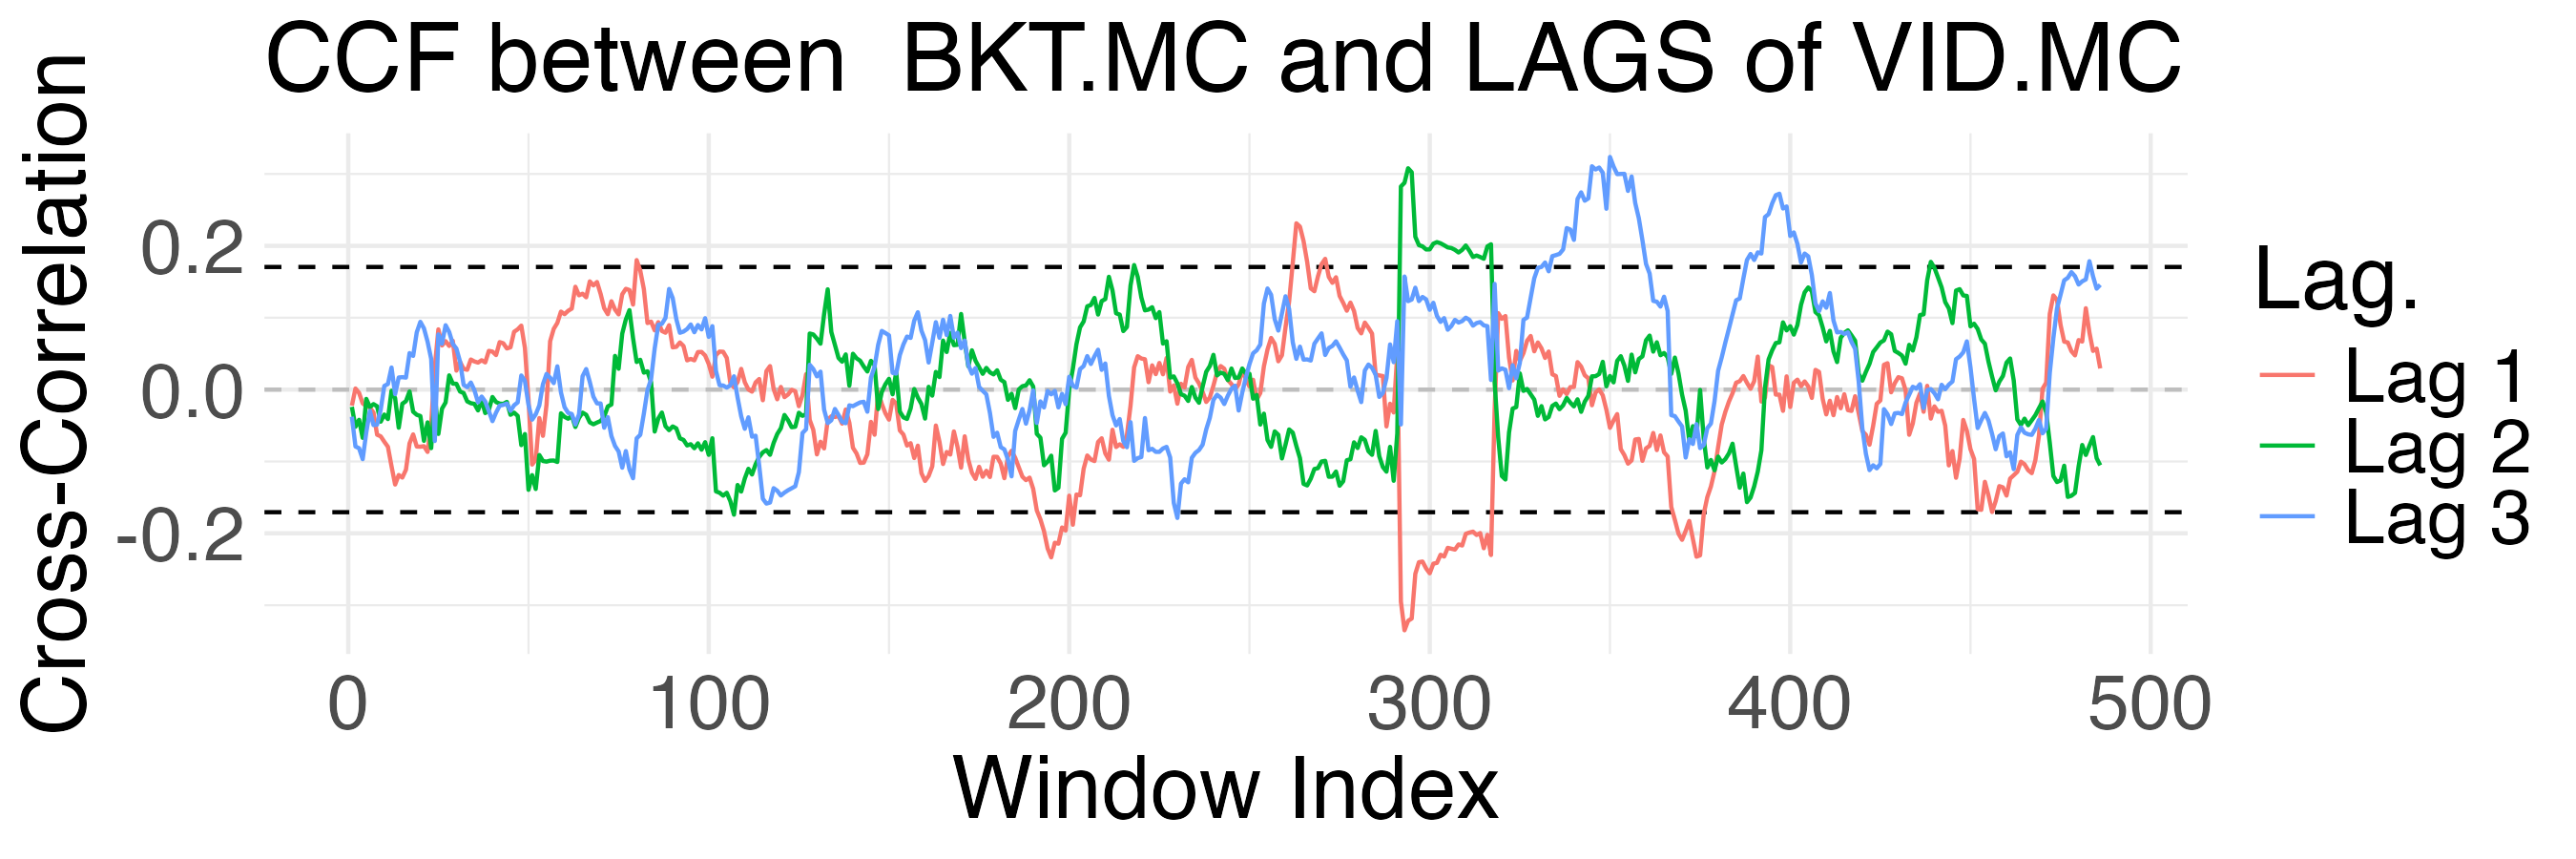 CCF between  BKT.MC and LAGS of VID.MC
Cross-Correlation
0.2
0.0
-0.2
0
100
200
300
400
500
Window Index
Lag.
Lag 1
Lag 2
Lag 3